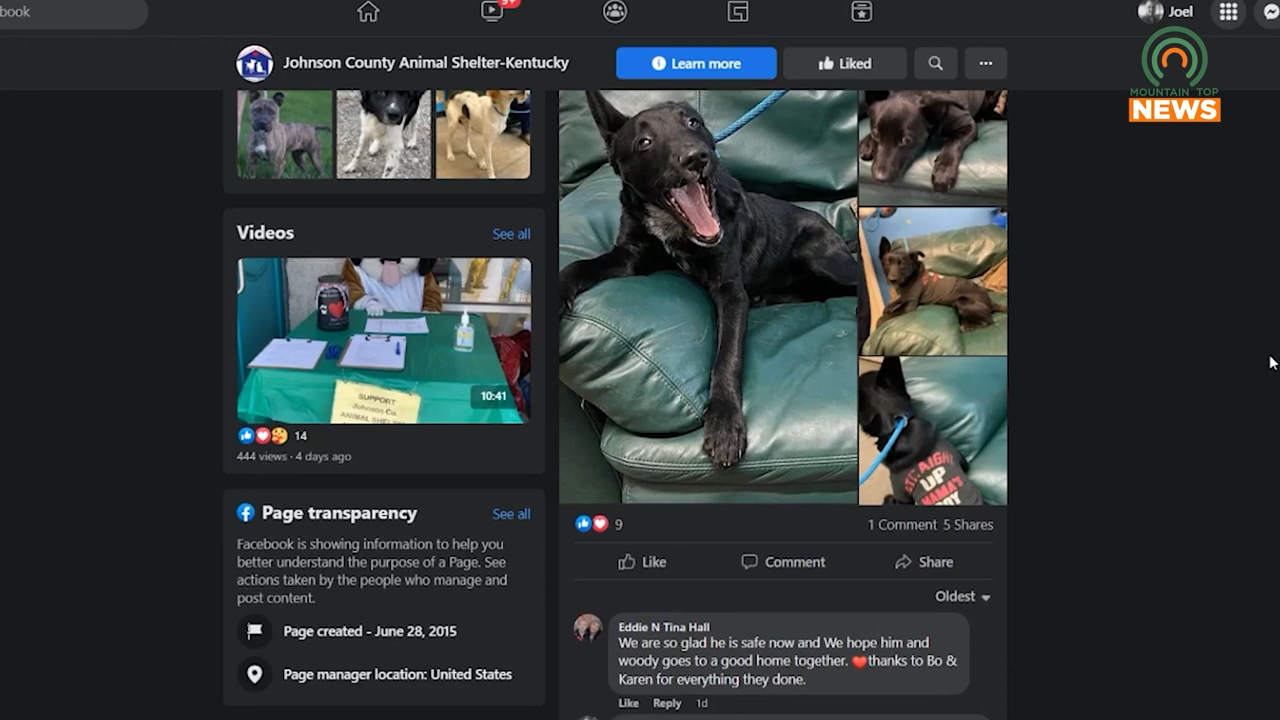 book
9+
Joel
Johnson County Animal Shelter-Kentucky
Learn more
Liked
MOUNTAIN TOP
NEWS
Videos
See all
SUPPORT
Johnson Co.
ANIMAL SHELTER
10:41
14
444 views · 4 days ago
Page transparency
See all
Facebook is showing information to help you
better understand the purpose of a Page. See
actions taken by the people who manage and
post content.
Page created - June 28, 2015
Page manager location: United States
UP
9
1 Comment 5 Shares
Like
Comment
Share
Oldest
Eddie N Tina Hall
We are so glad he is safe now and We hope him and
woody goes to a good home together. ❤️thanks to Bo &
Karen for everything they done.
Like Reply 1d